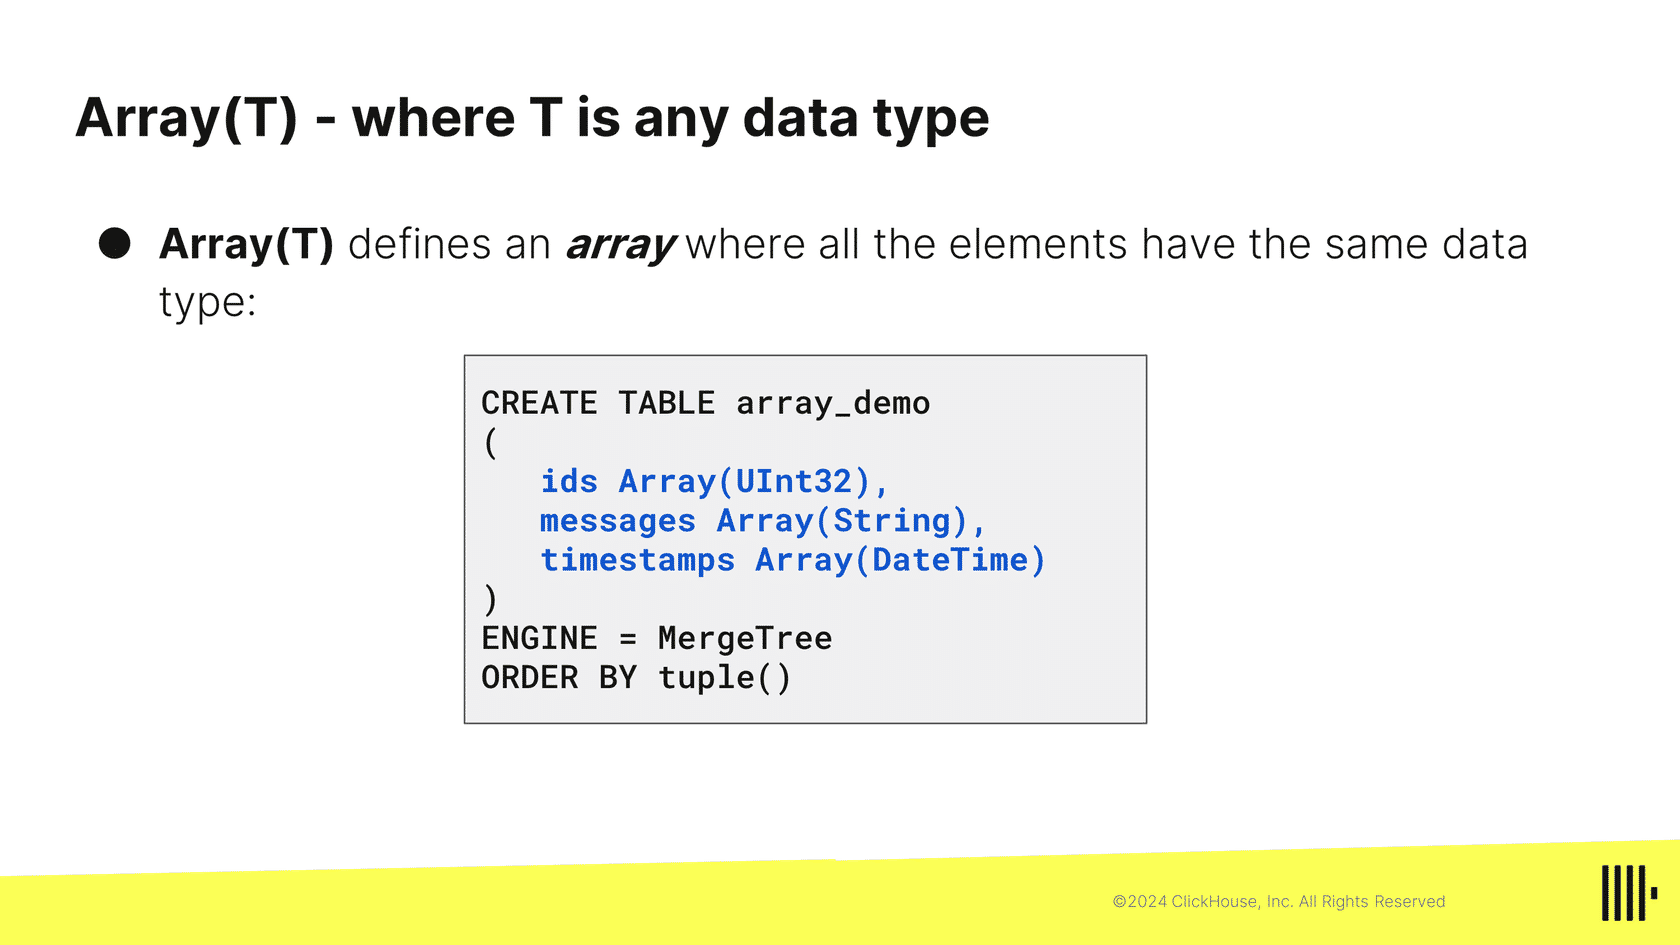 Array(T) - where T is any data type
● Array(T) defines an array where all the elements have the same data
type:
CREATE TABLE array_demo
(
   ids Array(UInt32),
   messages Array(String),
   timestamps Array(DateTime)
)
ENGINE = MergeTree
ORDER BY tuple()
©2024 ClickHouse, Inc. All Rights Reserved